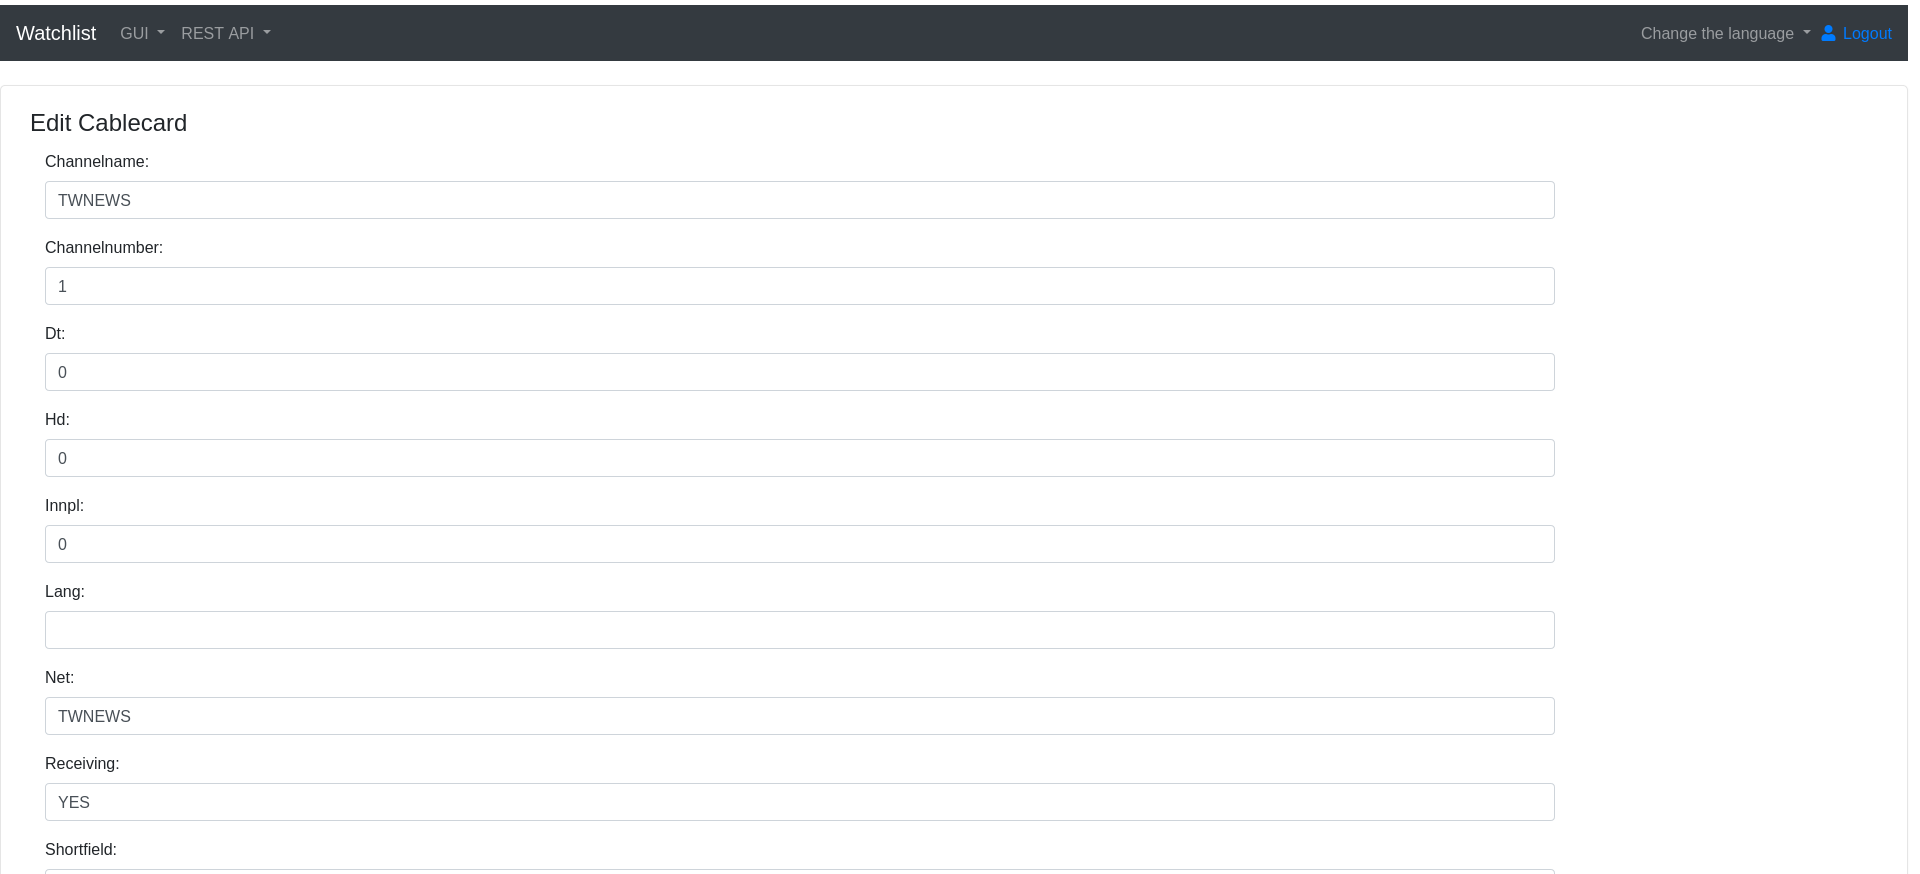 Watchlist GUI REST API Change the language Logout
Edit Cablecard
Channelname:
TWNEWS
Channelnumber:
1
Dt:
0
Hd:
0
Innpl:
0
Lang:
Net:
TWNEWS
Receiving:
YES
Shortfield: